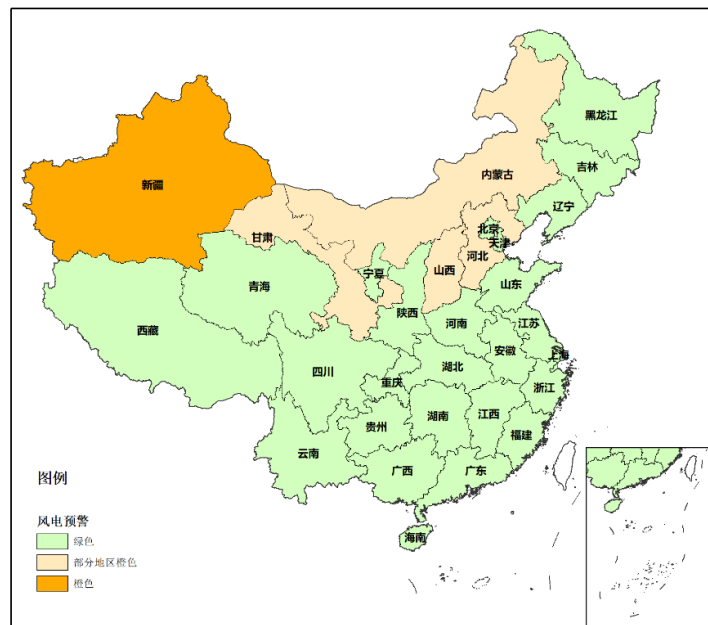 黑龙江
吉林
辽宁
内蒙古
新疆
北京
天津
甘肃
宁夏
山西
河北
青海
山东
陕西
河南
江苏
西藏
安徽
上海
四川
湖北
重庆
浙江
湖南
江西
贵州
福建
云南
广西
广东
海南
图例
风电预警
绿色
部分地区橙色
橙色